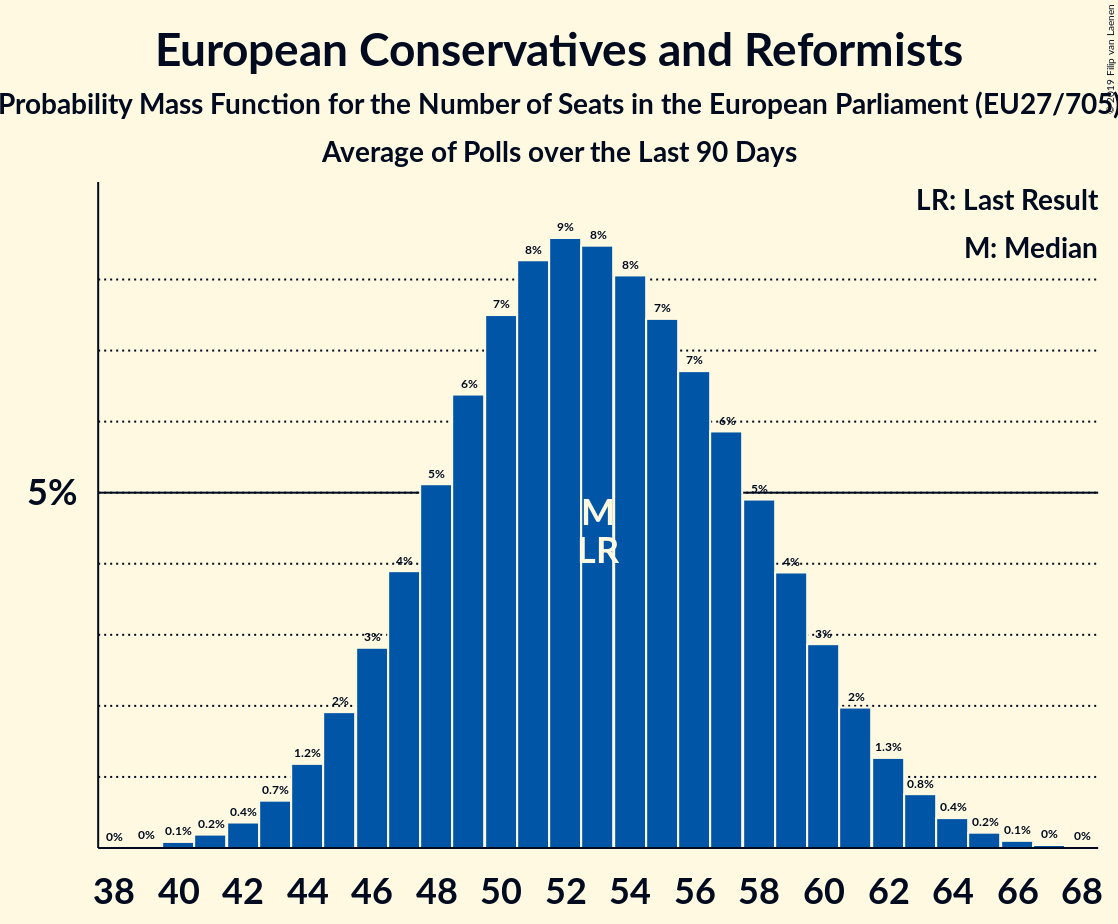 European Conservatives and Reformists
Probability Mass Function for the Number of Seats in the European Parliament (EU27/705)
Average of Polls over the Last 90 Days
© 2019 Filip van Laenen
LR: Last Result
M: Median
5%
0% 0% 0.1% 0.2% 0.4% 0.7% 1.2% 2% 3% 4% 5% 6% 7% 8% 9% 8% 8% 7% 7% 6% 5% 4% 3% 2% 1.3% 0.8% 0.4% 0.2% 0.1% 0% 0%
M
LR
38 40 42 44 46 48 50 52 54 56 58 60 62 64 66 68